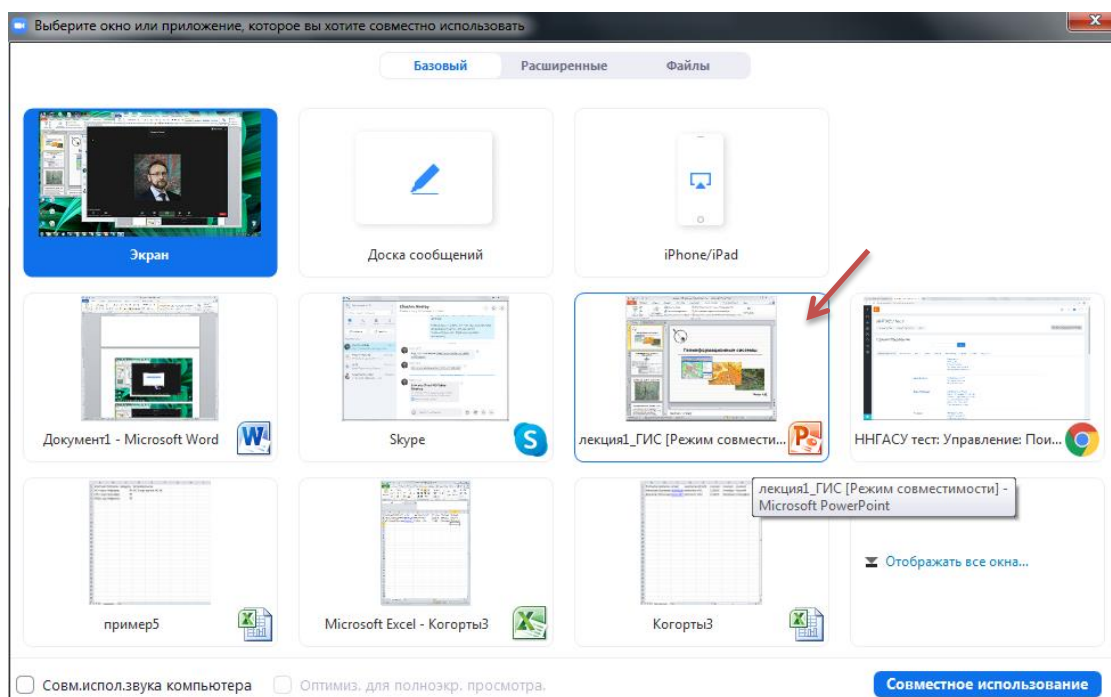 Выберите окно или приложение, которое вы хотите совместно использовать
Базовый Расширенные Файлы
Экран
Доска сообщений
iPhone/iPad
Геоинформационные системы
Документ1 - Microsoft Word
Skype
лекция1_ГИС [Режим совмести...
ННГАСУ тест: Управление: Пои...
лекция1_ГИС [Режим совместимости] -
Microsoft PowerPoint
Отображать все окна...
пример5
Microsoft Excel - Когорты3
Когорты3
Совм.испол.звука компьютера
Оптимиз. для полноэкр. просмотра.
Совместное использование